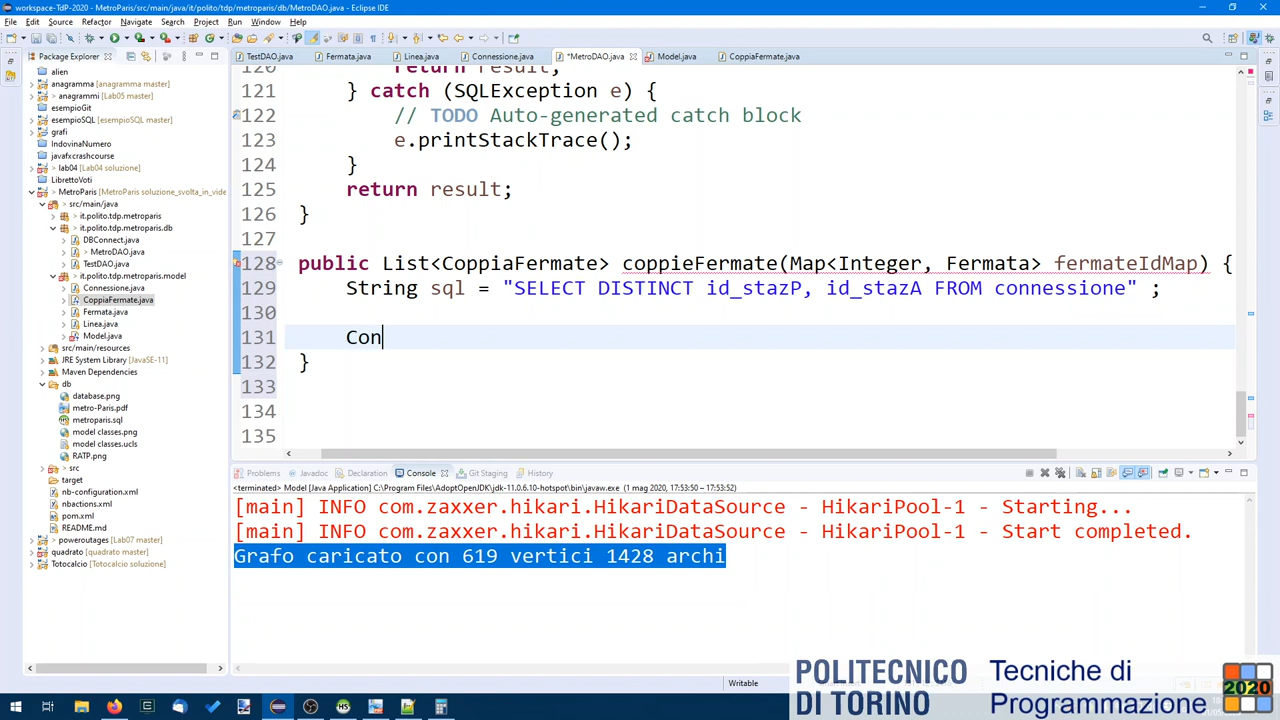 workspace-TdP-2020 - MetroParis/src/main/java/it/polito/tdp/metroparis/db/MetroDAO.java - Eclipse IDE
File Edit Source Refactor Navigate Search Project Run Window Help
Package Explorer
TestDAO.java Fermata.java Linea.java Connessione.java *MetroDAO.java Model.java CoppiaFermate.java
alien
anagramma [anagramma master]
> anagrammi [Lab05 master]
esempioGit
esempioSQL [esempioSQL master]
grafi
IndovinaNumero
javafxcrashcourse
> lab04 [Lab04 soluzione]
LibrettoVoti
> MetroParis [MetroParis soluzione_svolta_in_vide
> src/main/java
> it.polito.tdp.metroparis
> it.polito.tdp.metroparis.db
DBConnect.java
> MetroDAO.java
TestDAO.java
> it.polito.tdp.metroparis.model
Connessione.java
CoppiaFermate.java
Fermata.java
Linea.java
Model.java
src/main/resources
JRE System Library [JavaSE-11]
Maven Dependencies
db
database.png
metro-Paris.pdf
metroparis.sql
model classes.png
model classes.ucls
RATP.png
src
target
nb-configuration.xml
nbactions.xml
pom.xml
README.md
> poweroutages [Lab07 master]
quadrato [quadrato master]
Totocalcio [Totocalcio soluzione]
120 return result;
121 } catch (SQLException e) {
122 // TODO Auto-generated catch block
123 e.printStackTrace();
124 }
125 return result;
126 }
127
128 public List<CoppiaFermate> coppieFermate(Map<Integer, Fermata> fermateIdMap) {
129 String sql = "SELECT DISTINCT id_stazP, id_stazA FROM connessione" ;
130
131 Con
132 }
133
134
135
Problems Javadoc Declaration Console Git Staging History
<terminated> Model [Java Application] C:\Program Files\AdoptOpenJDK\jdk-11.0.6.10-hotspot\bin\javaw.exe (1 mag 2020, 17:53:50 – 17:53:52)
[main] INFO com.zaxxer.hikari.HikariDataSource - HikariPool-1 - Starting...
[main] INFO com.zaxxer.hikari.HikariDataSource - HikariPool-1 - Start completed.
Grafo caricato con 619 vertici 1428 archi
Writable
POLITECNICO
DI TORINO
Tecniche di
Programmazione
2020